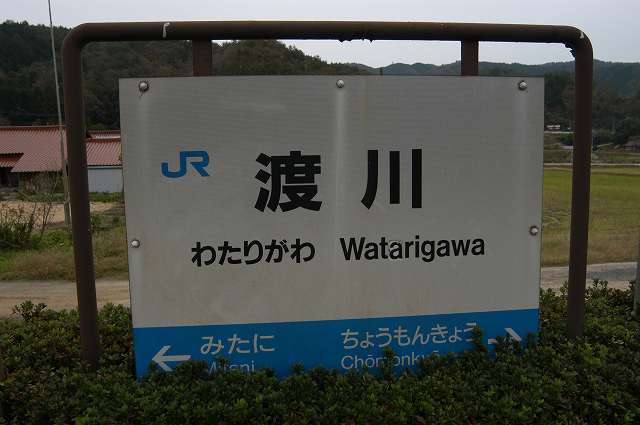 JR 渡川
わたりがわ Watarigawa
← みたに ちょうもんきょう →
Mitani Chōmonkyō